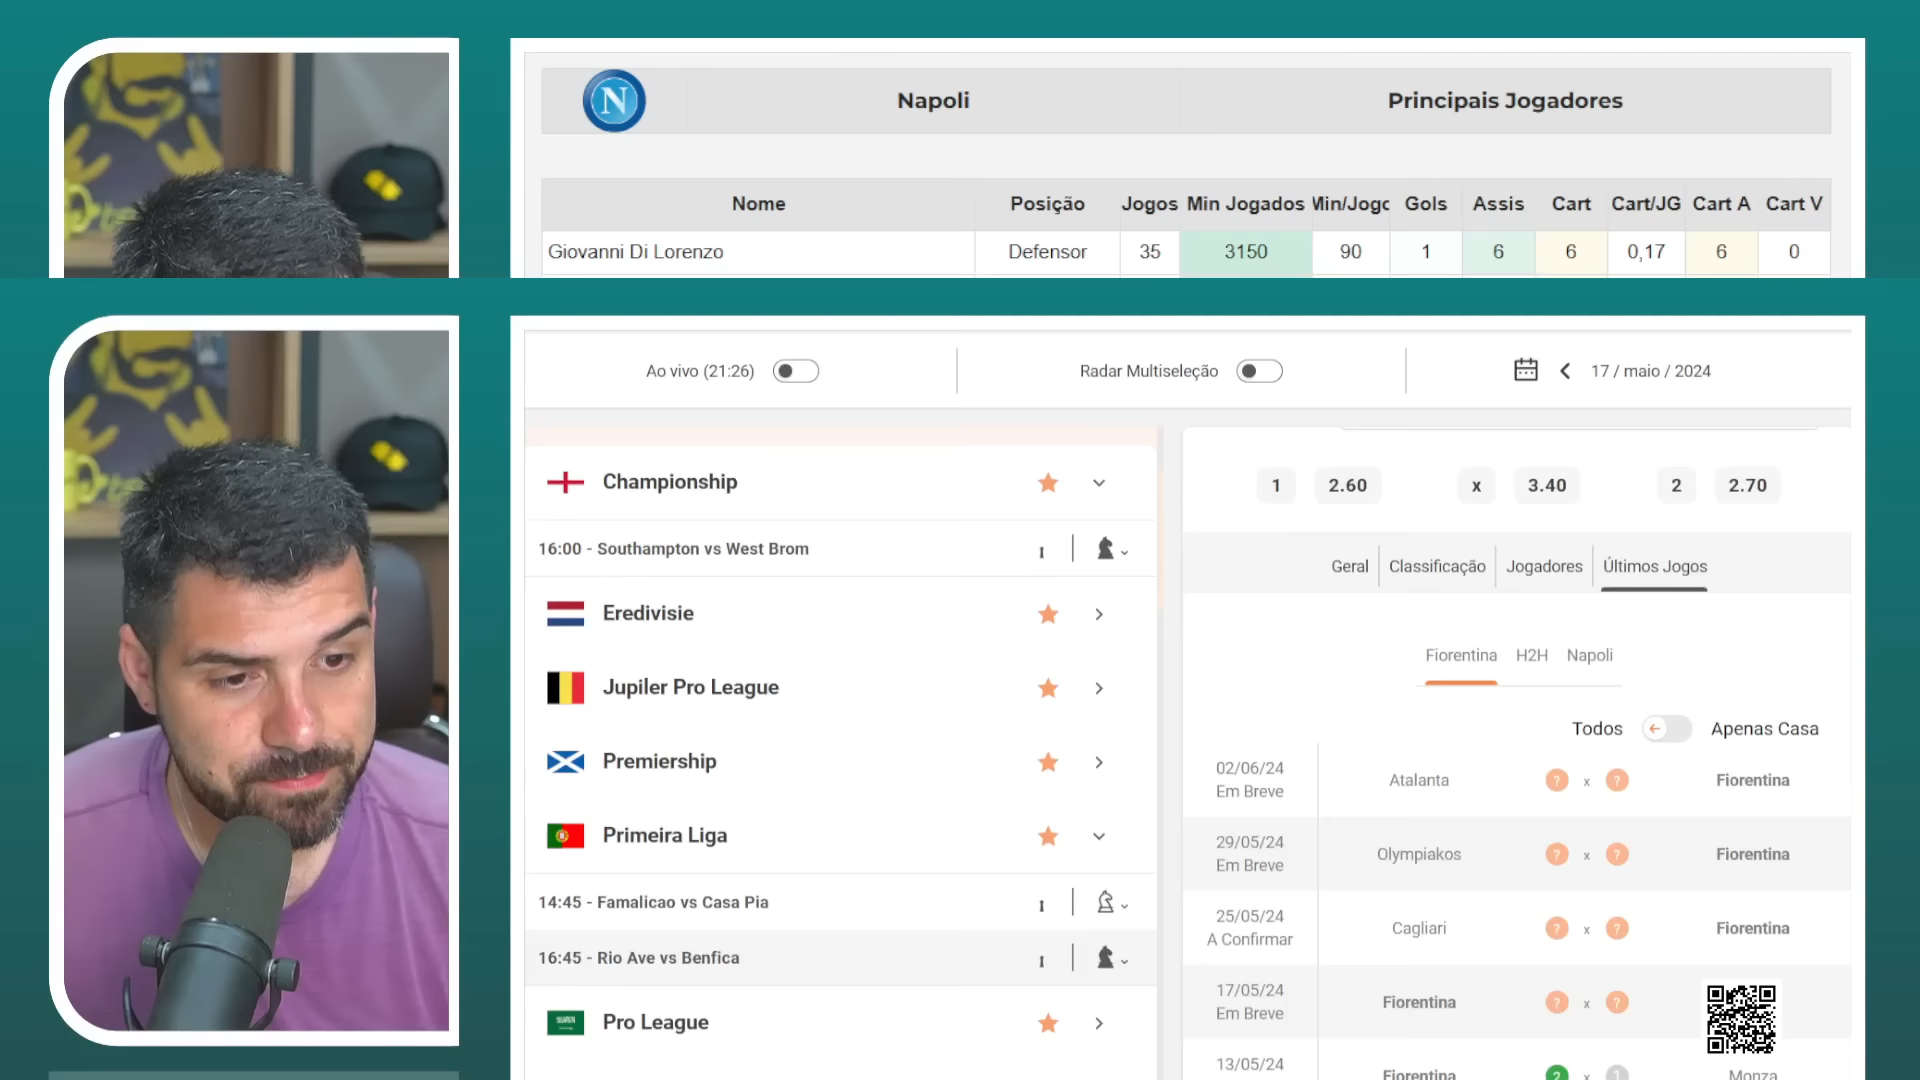 N
Napoli
Principais Jogadores
Nome Posição Jogos Min Jogados Min/Jogo Gols Assis Cart Cart/JG Cart A Cart V
Giovanni Di Lorenzo Defensor 35 3150 90 1 6 6 0,17 6 0
Ao vivo (21:26)
Radar Multiseleção
17 / maio / 2024
Championship
16:00 - Southampton vs West Brom
Eredivisie
Jupiler Pro League
Premiership
Primeira Liga
14:45 - Famalicao vs Casa Pia
16:45 - Rio Ave vs Benfica
Pro League
1 2.60 x 3.40 2 2.70
Geral Classificação Jogadores Últimos Jogos
Fiorentina H2H Napoli
Todos Apenas Casa
02/06/24
Em Breve
Atalanta ? x ? Fiorentina
29/05/24
Em Breve
Olympiakos ? x ? Fiorentina
25/05/24
A Confirmar
Cagliari ? x ? Fiorentina
17/05/24
Em Breve
Fiorentina ? x ?
13/05/24
Fiorentina 2 x 1 Monza